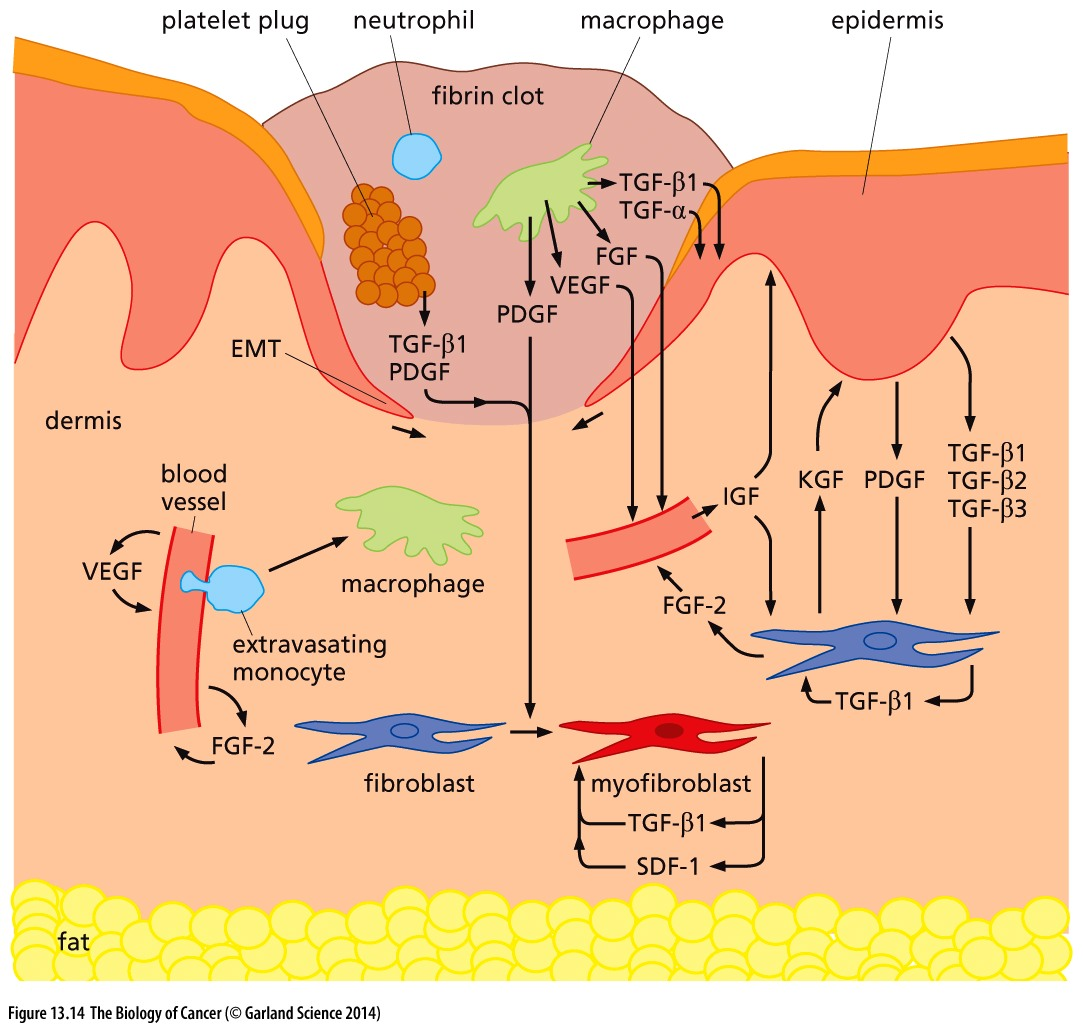 platelet plug
neutrophil
macrophage
epidermis
fibrin clot
TGF-β1
TGF-α
FGF
VEGF
PDGF
TGF-β1
PDGF
EMT
dermis
blood
vessel
VEGF
macrophage
extravasating
monocyte
FGF-2
IGF
KGF
PDGF
TGF-β1
TGF-β2
TGF-β3
FGF-2
TGF-β1
fibroblast
myofibroblast
TGF-β1
SDF-1
fat
Figure 13.14 The Biology of Cancer (© Garland Science 2014)